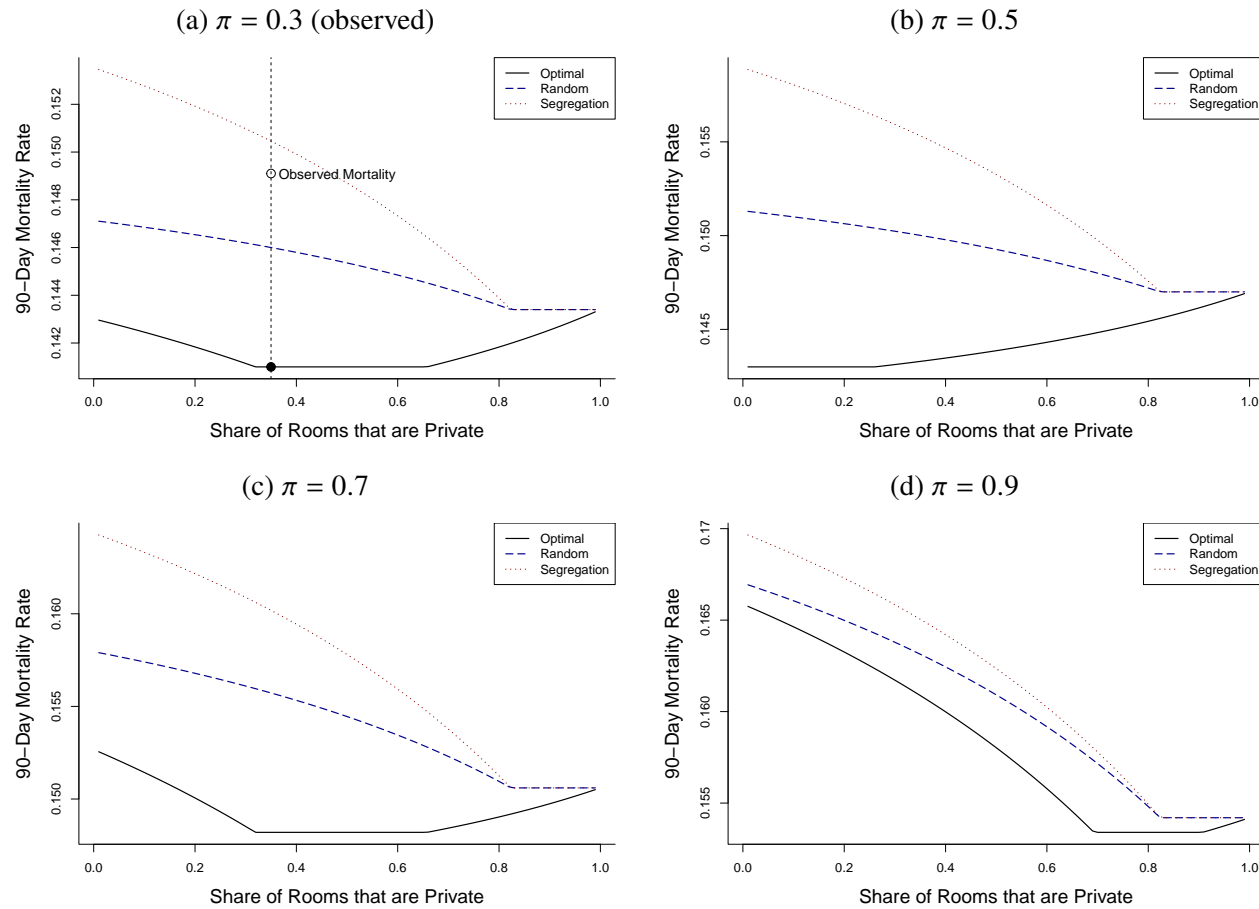 (a) π = 0.3 (observed)
90−Day Mortality Rate
0.152
0.150
0.148
0.146
0.144
0.142
Optimal
Random
Segregation
Observed Mortality
0.0 0.2 0.4 0.6 0.8 1.0
Share of Rooms that are Private
(b) π = 0.5
90−Day Mortality Rate
0.155
0.150
0.145
Optimal
Random
Segregation
0.0 0.2 0.4 0.6 0.8 1.0
Share of Rooms that are Private
(c) π = 0.7
90−Day Mortality Rate
0.160
0.155
0.150
Optimal
Random
Segregation
0.0 0.2 0.4 0.6 0.8 1.0
Share of Rooms that are Private
(d) π = 0.9
90−Day Mortality Rate
0.17
0.165
0.160
0.155
Optimal
Random
Segregation
0.0 0.2 0.4 0.6 0.8 1.0
Share of Rooms that are Private